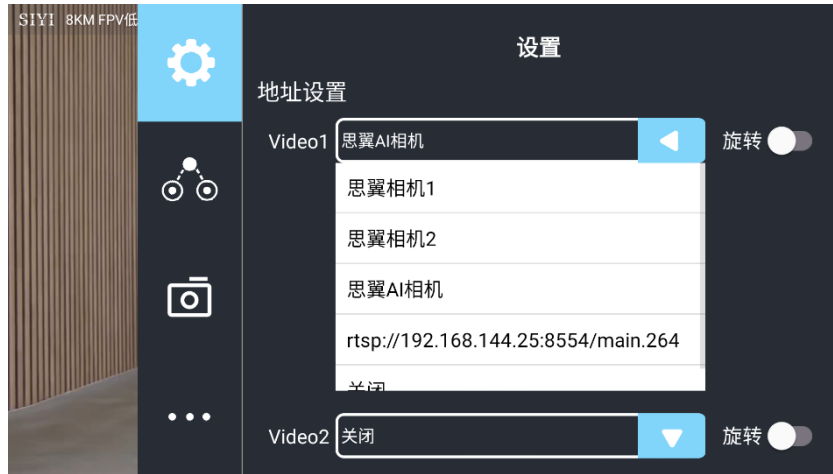 SIYI 8KM FPV低
设置
地址设置
Video1 思翼AI相机 旋转
思翼相机1
思翼相机2
思翼AI相机
rtsp://192.168.144.25:8554/main.264
关闭
Video2 关闭 旋转